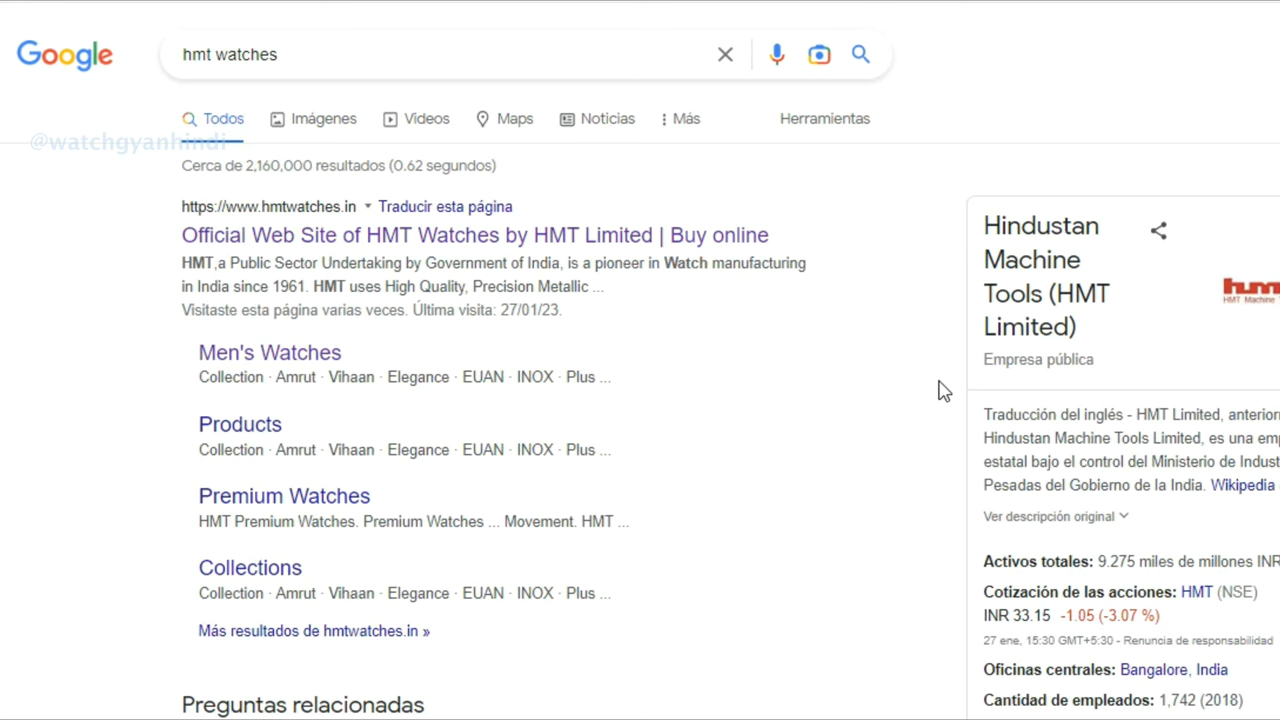 Google
hmt watches
Todos
Imágenes
Videos
Maps
Noticias
Más
Herramientas
@watchgyanhindi
Cerca de 2,160,000 resultados (0.62 segundos)
https://www.hmtwatches.in
Traducir esta página
Official Web Site of HMT Watches by HMT Limited | Buy online
HMT,a Public Sector Undertaking by Government of India, is a pioneer in Watch manufacturing
in India since 1961. HMT uses High Quality, Precision Metallic ...
Visitaste esta página varias veces. Última visita: 27/01/23.
Men's Watches
Collection · Amrut · Vihaan · Elegance · EUAN · INOX · Plus ...
Products
Collection · Amrut · Vihaan · Elegance · EUAN · INOX · Plus ...
Premium Watches
HMT Premium Watches. Premium Watches ... Movement. HMT ...
Collections
Collection · Amrut · Vihaan · Elegance · EUAN · INOX · Plus ...
Más resultados de hmtwatches.in »
Preguntas relacionadas
Hindustan
Machine
Tools (HMT
Limited)
Empresa pública
HMT Machine
Traducción del inglés - HMT Limited,
Hindustan Machine Tools Limited, es una
estatal bajo el control del Ministerio de
Pesadas del Gobierno de la India. Wikipedia
Ver descripción original
Activos totales: 9.275 miles de millones INR
Cotización de las acciones: HMT (NSE)
INR 33.15 -1.05 (-3.07 %)
27 ene, 15:30 GMT+5:30 - Renuncia de responsabilidad
Oficinas centrales: Bangalore, India
Cantidad de empleados: 1,742 (2018)